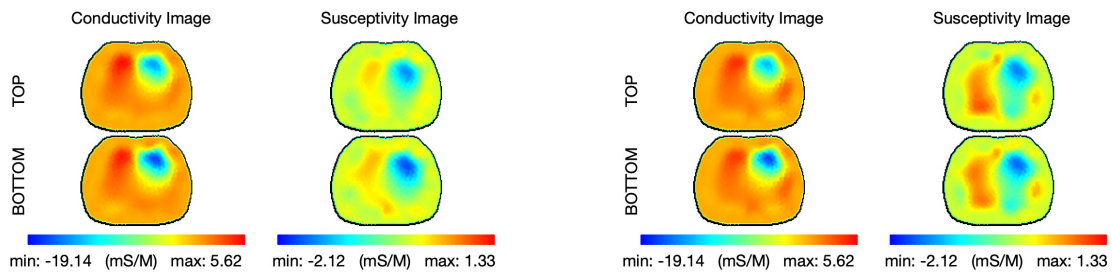 Conductivity Image Susceptivity Image Conductivity Image Susceptivity Image
TOP TOP
BOTTOM BOTTOM
min: -19.14 (mS/M) max: 5.62 min: -2.12 (mS/M) max: 1.33 min: -19.14 (mS/M) max: 5.62 min: -2.12 (mS/M) max: 1.33